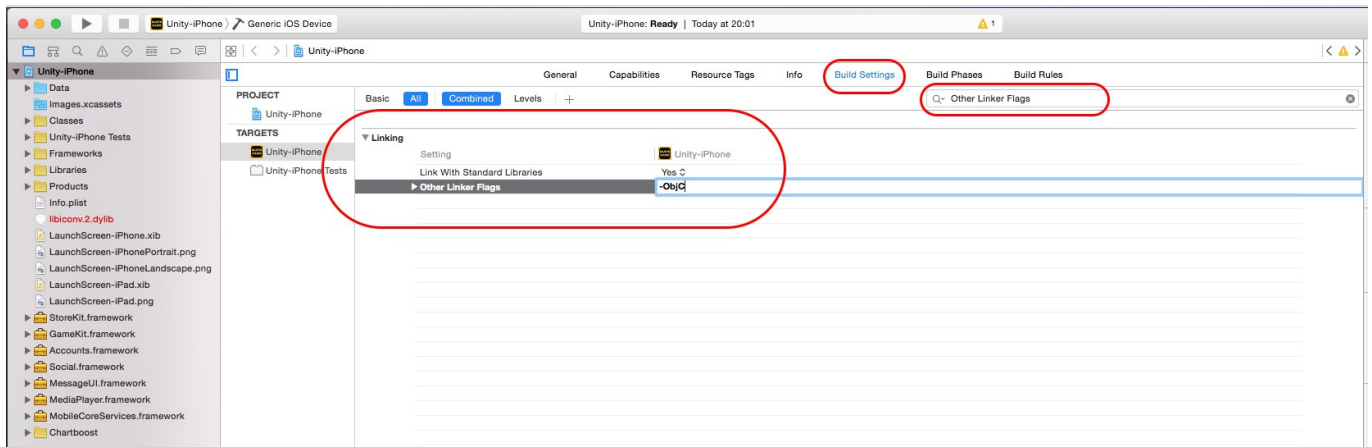 Unity-iPhone
Generic iOS Device
Unity-iPhone: Ready | Today at 20:01
1
Unity-iPhone
Unity-iPhone
Data
Images.xcassets
Classes
Unity-iPhone Tests
Frameworks
Libraries
Products
Info.plist
libiconv.2.dylib
LaunchScreen-iPhone.xib
LaunchScreen-iPhonePortrait.png
LaunchScreen-iPhoneLandscape.png
LaunchScreen-iPad.xib
LaunchScreen-iPad.png
StoreKit.framework
GameKit.framework
Accounts.framework
Social.framework
MessageUI.framework
MediaPlayer.framework
MobileCoreServices.framework
Chartboost
General Capabilities Resource Tags Info Build Settings Build Phases Build Rules
PROJECT
Unity-iPhone
TARGETS
Unity-iPhone
Unity-iPhone Tests
Basic All Combined Levels +
Other Linker Flags
Linking
Setting Unity-iPhone
Link With Standard Libraries Yes
Other Linker Flags -ObjC